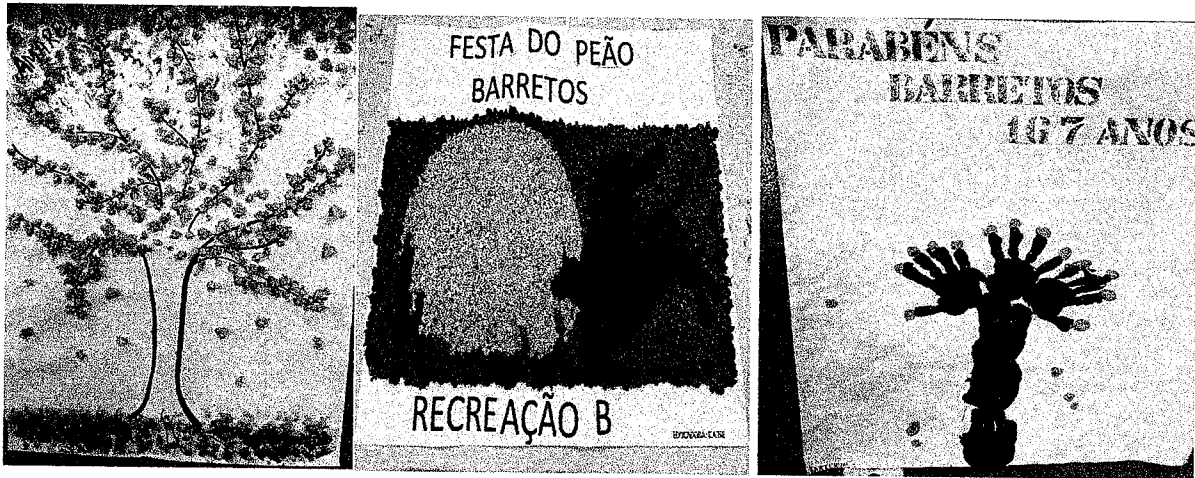 FESTA DO PEÃO
BARRETOS
RECREAÇÃO B
PARABÉNS
BARRETOS
167 ANOS